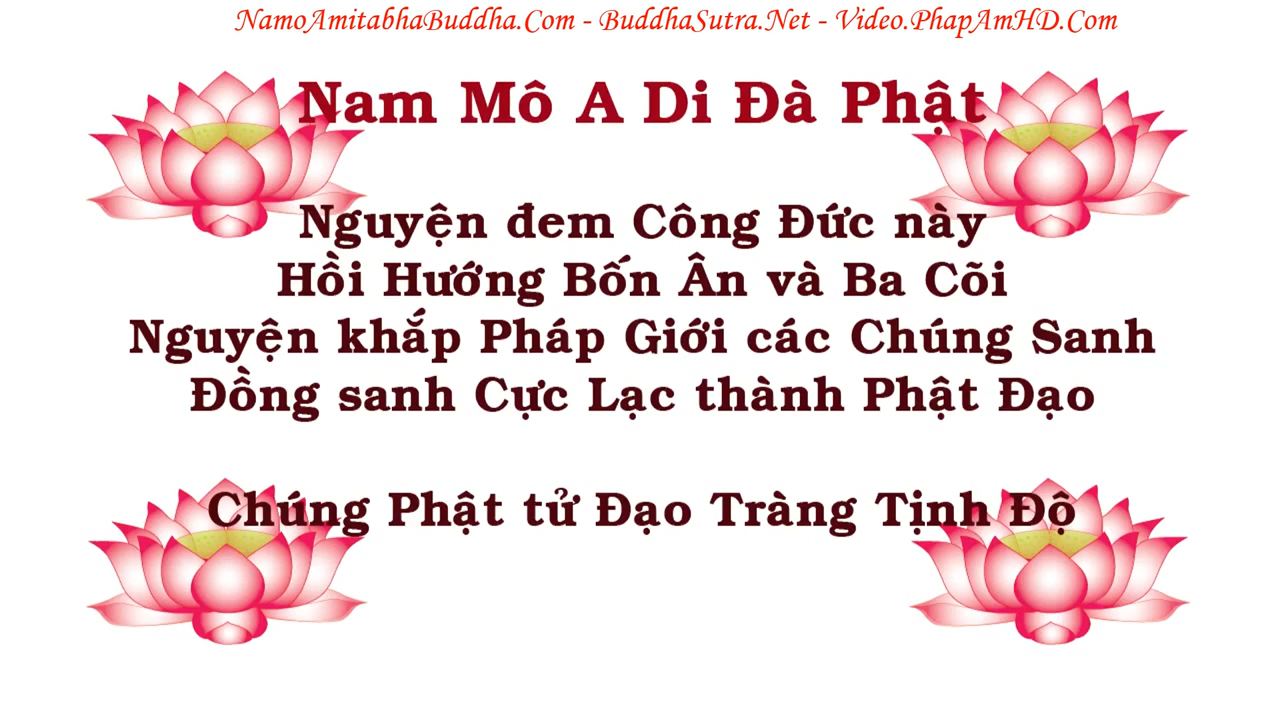 NamoAmitabhaBuddha.Com - BuddhaSutra.Net - Video.PhapAmHD.Com
Nam Mô A Di Đà Phật
Nguyện đem Công Đức này
Hồi Hướng Bốn Ân và Ba Cõi
Nguyện khắp Pháp Giới các Chúng Sanh
Đồng sanh Cực Lạc thành Phật Đạo
Chúng Phật tử Đạo Tràng Tịnh Độ